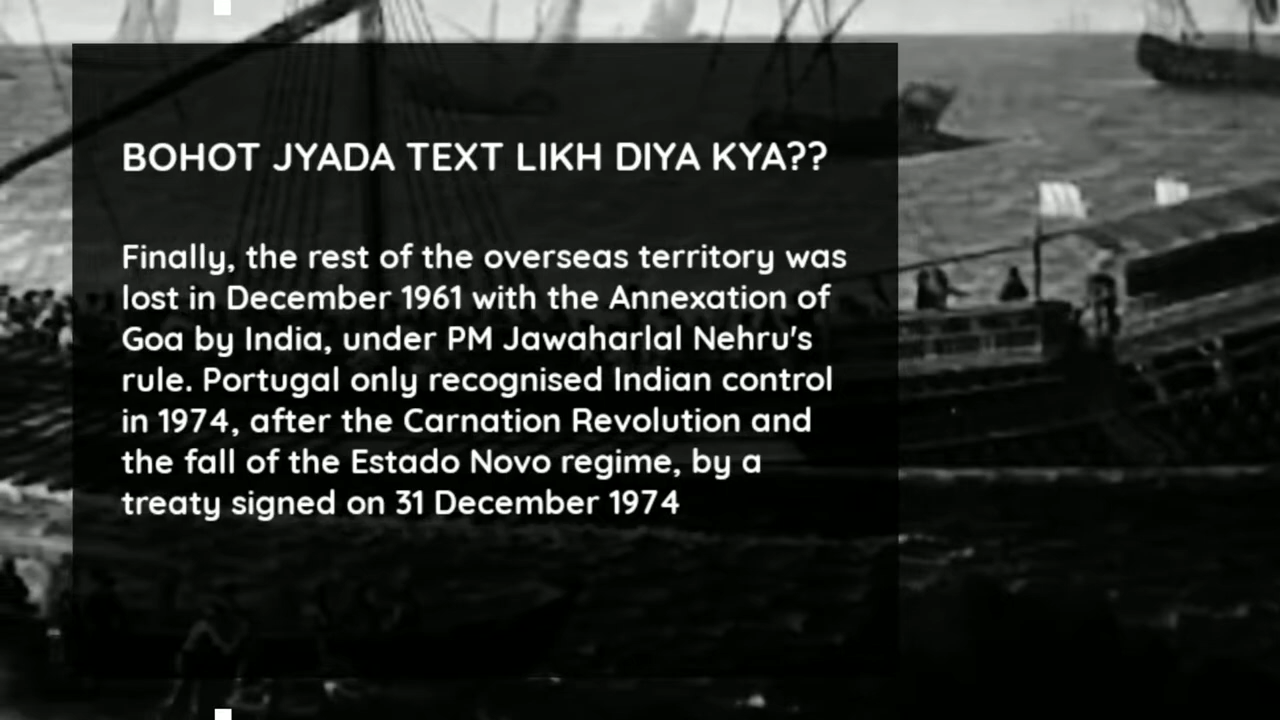 BOHOT JYADA TEXT LIKH DIYA KYA??
Finally, the rest of the overseas territory was
lost in December 1961 with the Annexation of
Goa by India, under PM Jawaharlal Nehru's
rule. Portugal only recognised Indian control
in 1974, after the Carnation Revolution and
the fall of the Estado Novo regime, by a
treaty signed on 31 December 1974